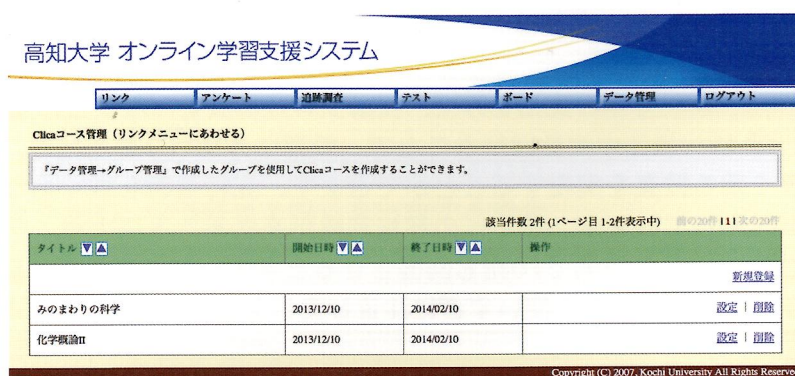 高知大学 オンライン学習支援システム
リンク アンケート 追跡調査 テスト ボード データ管理 ログアウト
Clicaコース管理（リンクメニューにあわせる）
『データ管理→グループ管理』で作成したグループを使用してClicaコースを作成することができます。
該当件数 2件 (1ページ目 1-2件表示中) 前の20件 1 1 1 次の20件
タイトル ▼ ▲ 開始日時 ▼ ▲ 終了日時 ▼ ▲ 操作
新規登録
みのまわりの科学 2013/12/10 2014/02/10 設定 | 削除
化学概論II 2013/12/10 2014/02/10 設定 | 削除
Copyright (C) 2007, Kochi University All Rights Reserved